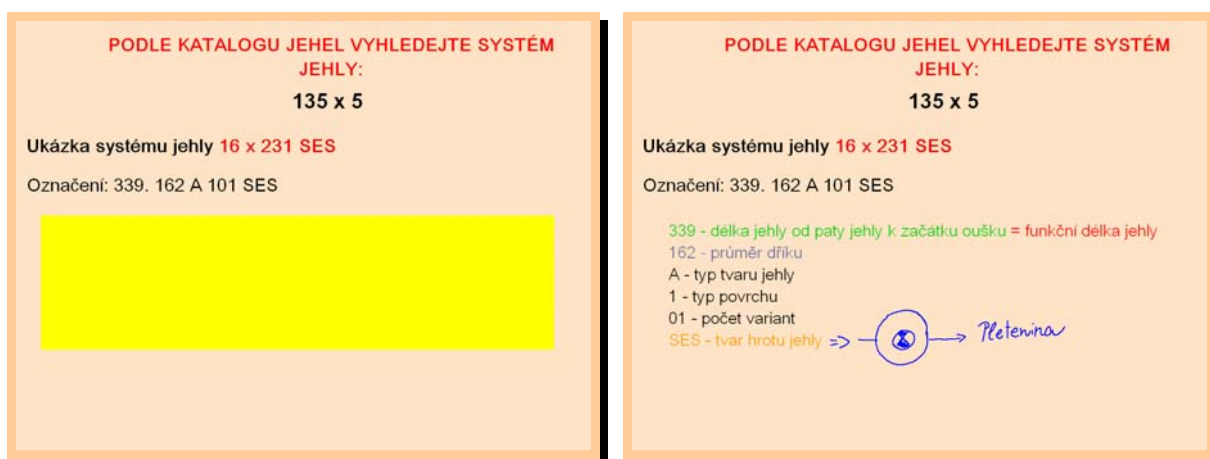 PODLE KATALOGU JEHEL VYHLEDEJTE SYSTÉM
JEHLY:
135 x 5
Ukázka systému jehly 16 x 231 SES
Označení: 339. 162 A 101 SES
PODLE KATALOGU JEHEL VYHLEDEJTE SYSTÉM
JEHLY:
135 x 5
Ukázka systému jehly 16 x 231 SES
Označení: 339. 162 A 101 SES
339 - délka jehly od paty jehly k začátku oušku = funkční délka jehly
162 - průměr dříku
A - typ tvaru jehly
1 - typ povrchu
01 - počet variant
SES - tvar hrotu jehly => Pletenina